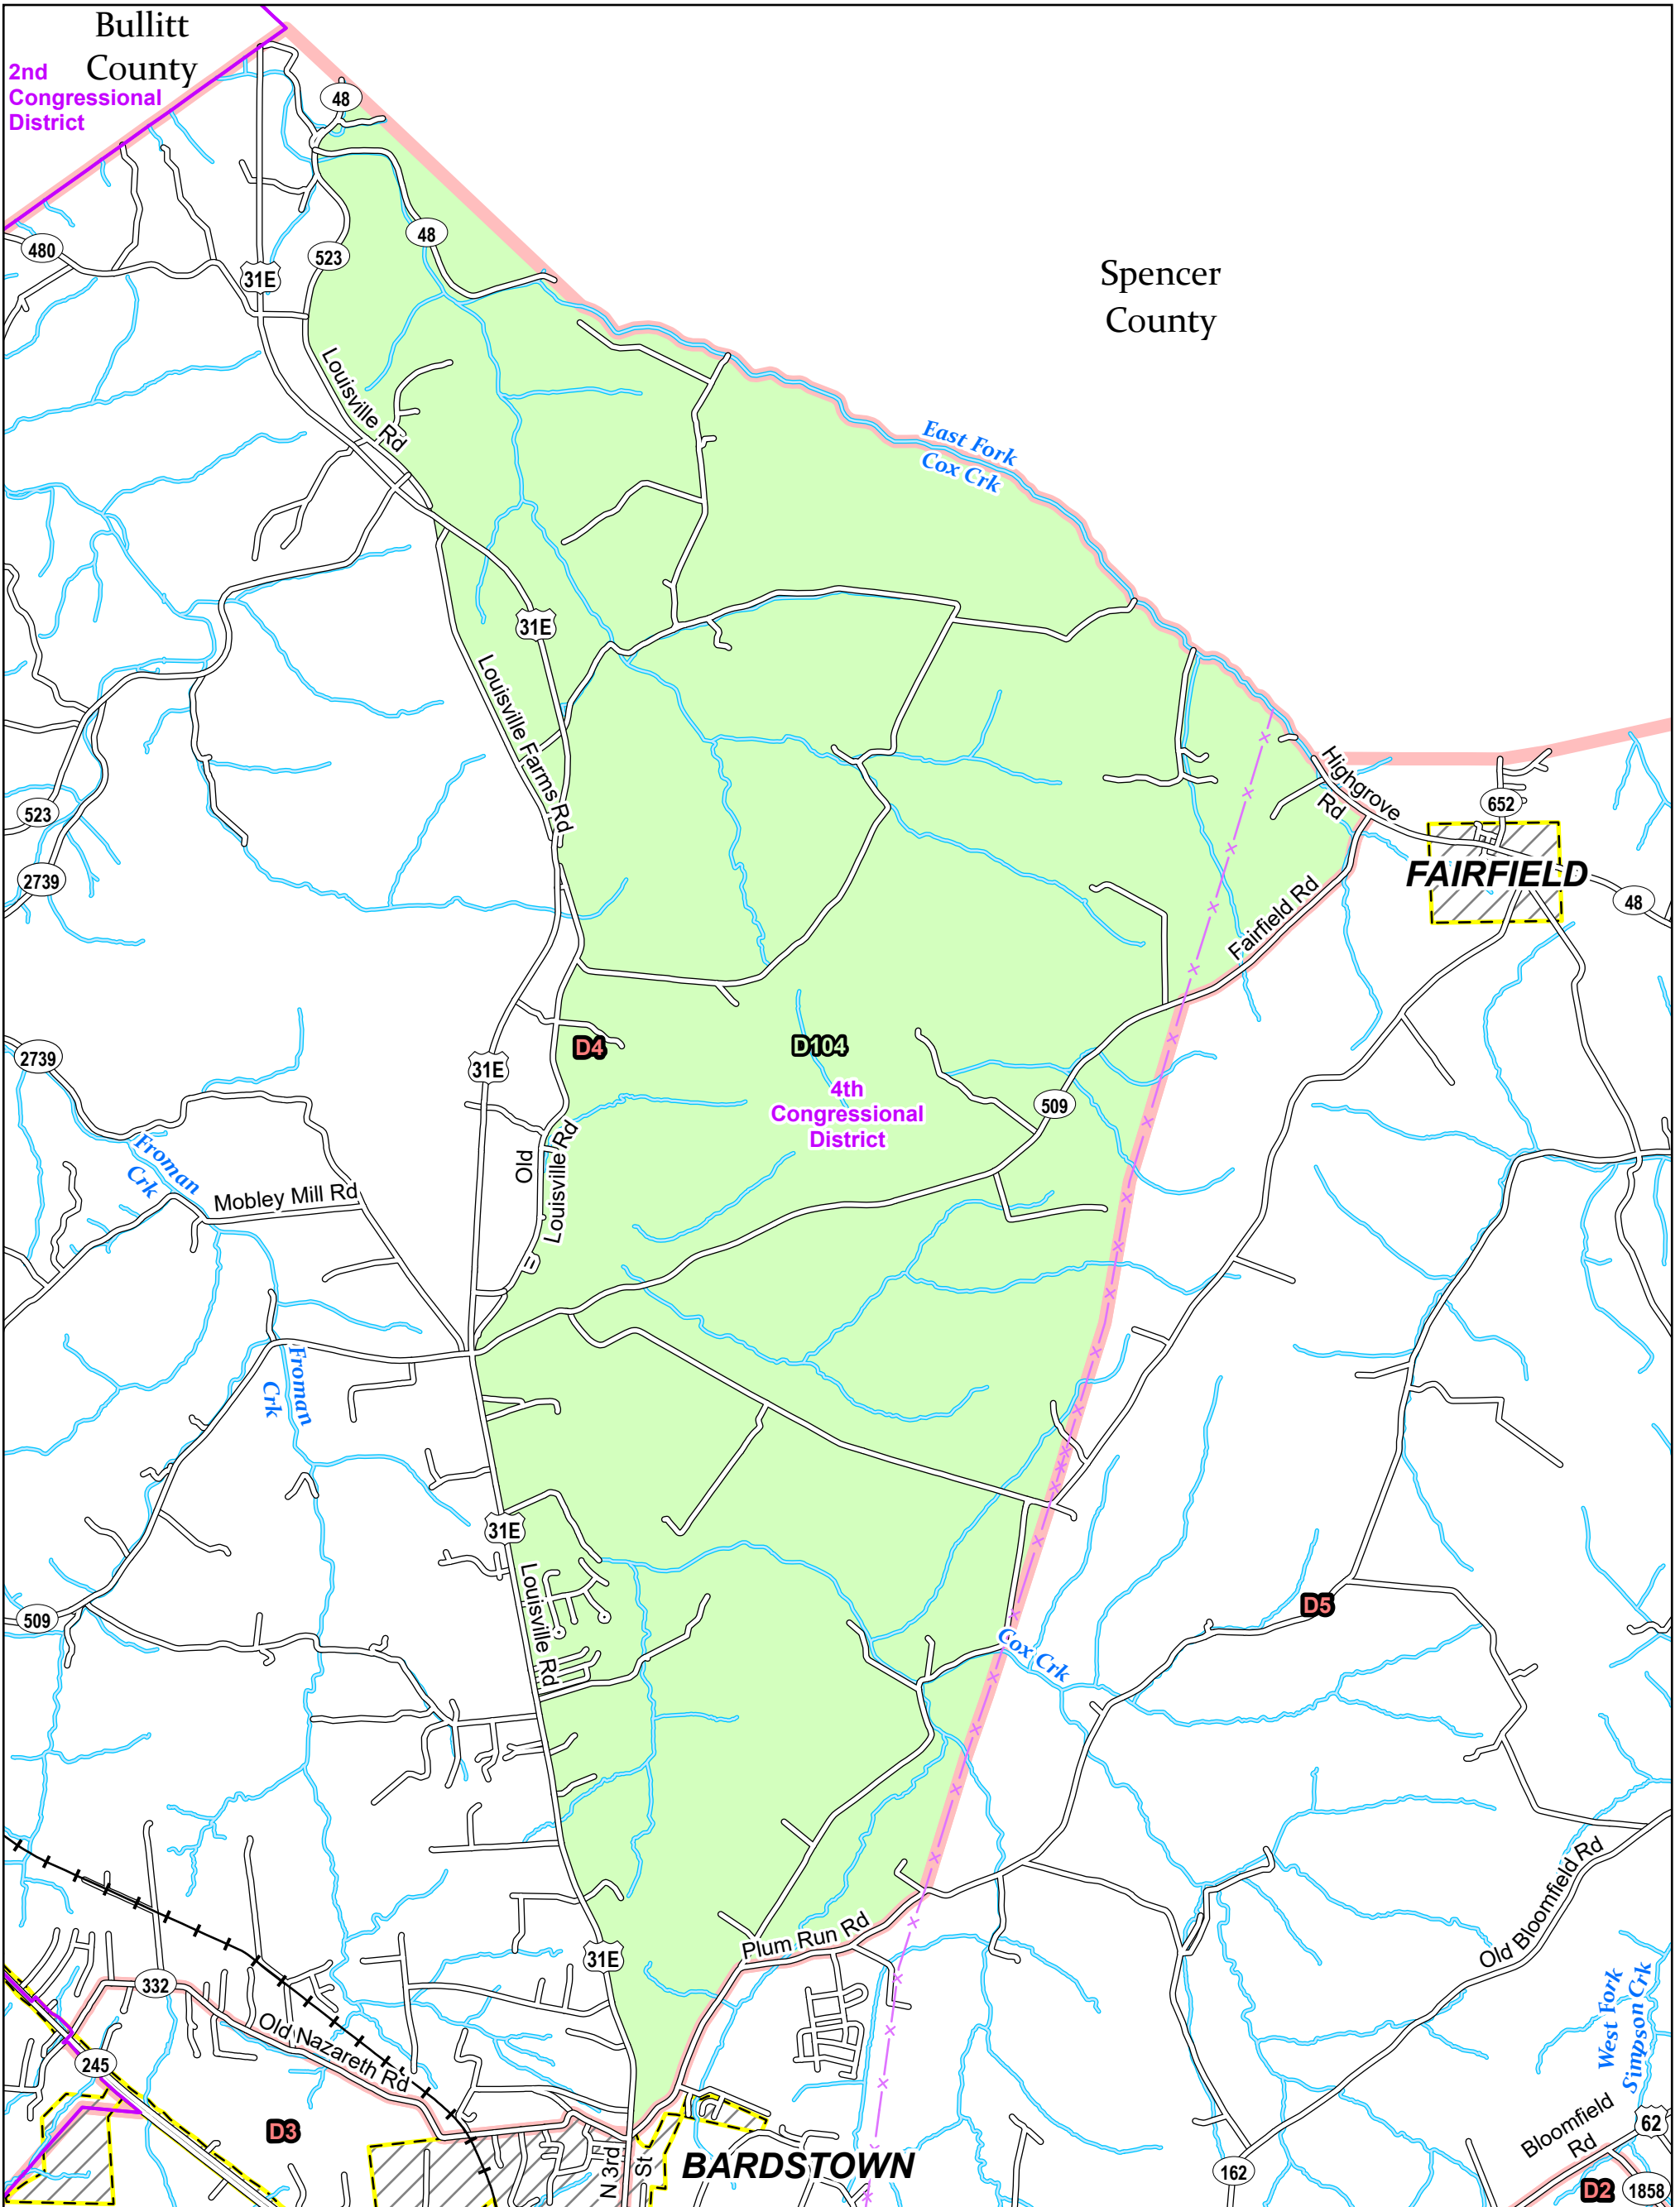 Bullitt
County
2nd
Congressional
District
48
480
31E
523
48
Spencer
County
Louisville Rd
East Fork
Cox Crk
31E
Louisville Farms Rd
Highgrove
Rd
652
523
FAIRFIELD
2739
48
Fairfield Rd
D4
D104
2739
31E
4th
Congressional
District
509
Old
Louisville Rd
Froman
Crk
Mobley Mill Rd
Froman
Crk
31E
Louisville Rd
509
D5
Cox Crk
Old Bloomfield Rd
Plum Run Rd
31E
332
West Fork
Simpson Crk
Old Nazareth Rd
245
D3
Bloomfield
Rd
62
N 3rd
St
BARDSTOWN
162
D2
1858